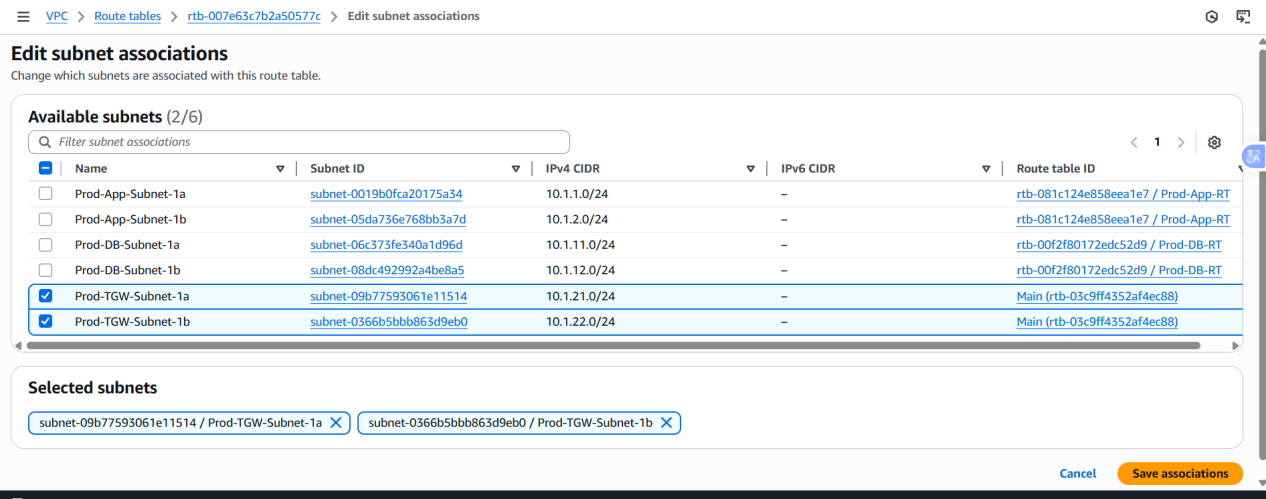 VPC > Route tables > rtb-007e63c7b2a50577c > Edit subnet associations
Edit subnet associations
Change which subnets are associated with this route table.
Available subnets (2/6)
Filter subnet associations
1
Name Subnet ID IPv4 CIDR IPv6 CIDR Route table ID
Prod-App-Subnet-1a subnet-0019b0fca20175a34 10.1.1.0/24 – rtb-081c124e858eea1e7 / Prod-App-RT
Prod-App-Subnet-1b subnet-05da736e768bb3a7d 10.1.2.0/24 – rtb-081c124e858eea1e7 / Prod-App-RT
Prod-DB-Subnet-1a subnet-06c373fe340a1d96d 10.1.11.0/24 – rtb-00f2f80172edc52d9 / Prod-DB-RT
Prod-DB-Subnet-1b subnet-08dc492992a4be8a5 10.1.12.0/24 – rtb-00f2f80172edc52d9 / Prod-DB-RT
Prod-TGW-Subnet-1a subnet-09b77593061e11514 10.1.21.0/24 – Main (rtb-03c9ff4352af4ec88)
Prod-TGW-Subnet-1b subnet-0366b5bbb863d9eb0 10.1.22.0/24 – Main (rtb-03c9ff4352af4ec88)
Selected subnets
subnet-09b77593061e11514 / Prod-TGW-Subnet-1a subnet-0366b5bbb863d9eb0 / Prod-TGW-Subnet-1b
Cancel Save associations